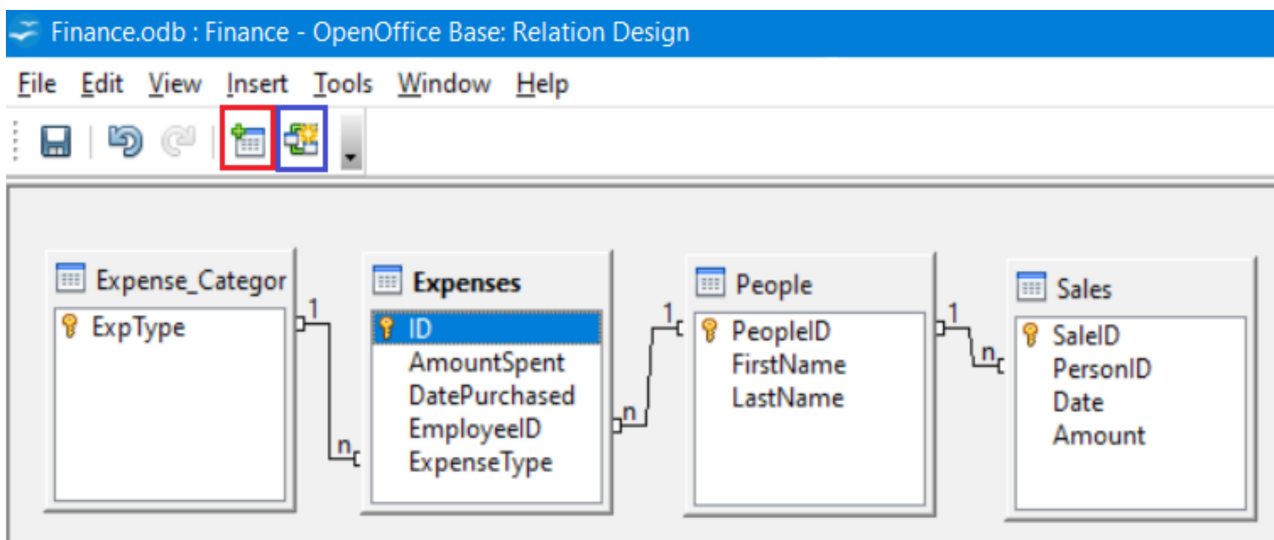 Finance.odb : Finance - OpenOffice Base: Relation Design
File Edit View Insert Tools Window Help
Expense_Categor
ExpType
1
n
Expenses
ID
AmountSpent
DatePurchased
EmployeeID
ExpenseType
n
1
People
PeopleID
FirstName
LastName
1
n
Sales
SaleID
PersonID
Date
Amount